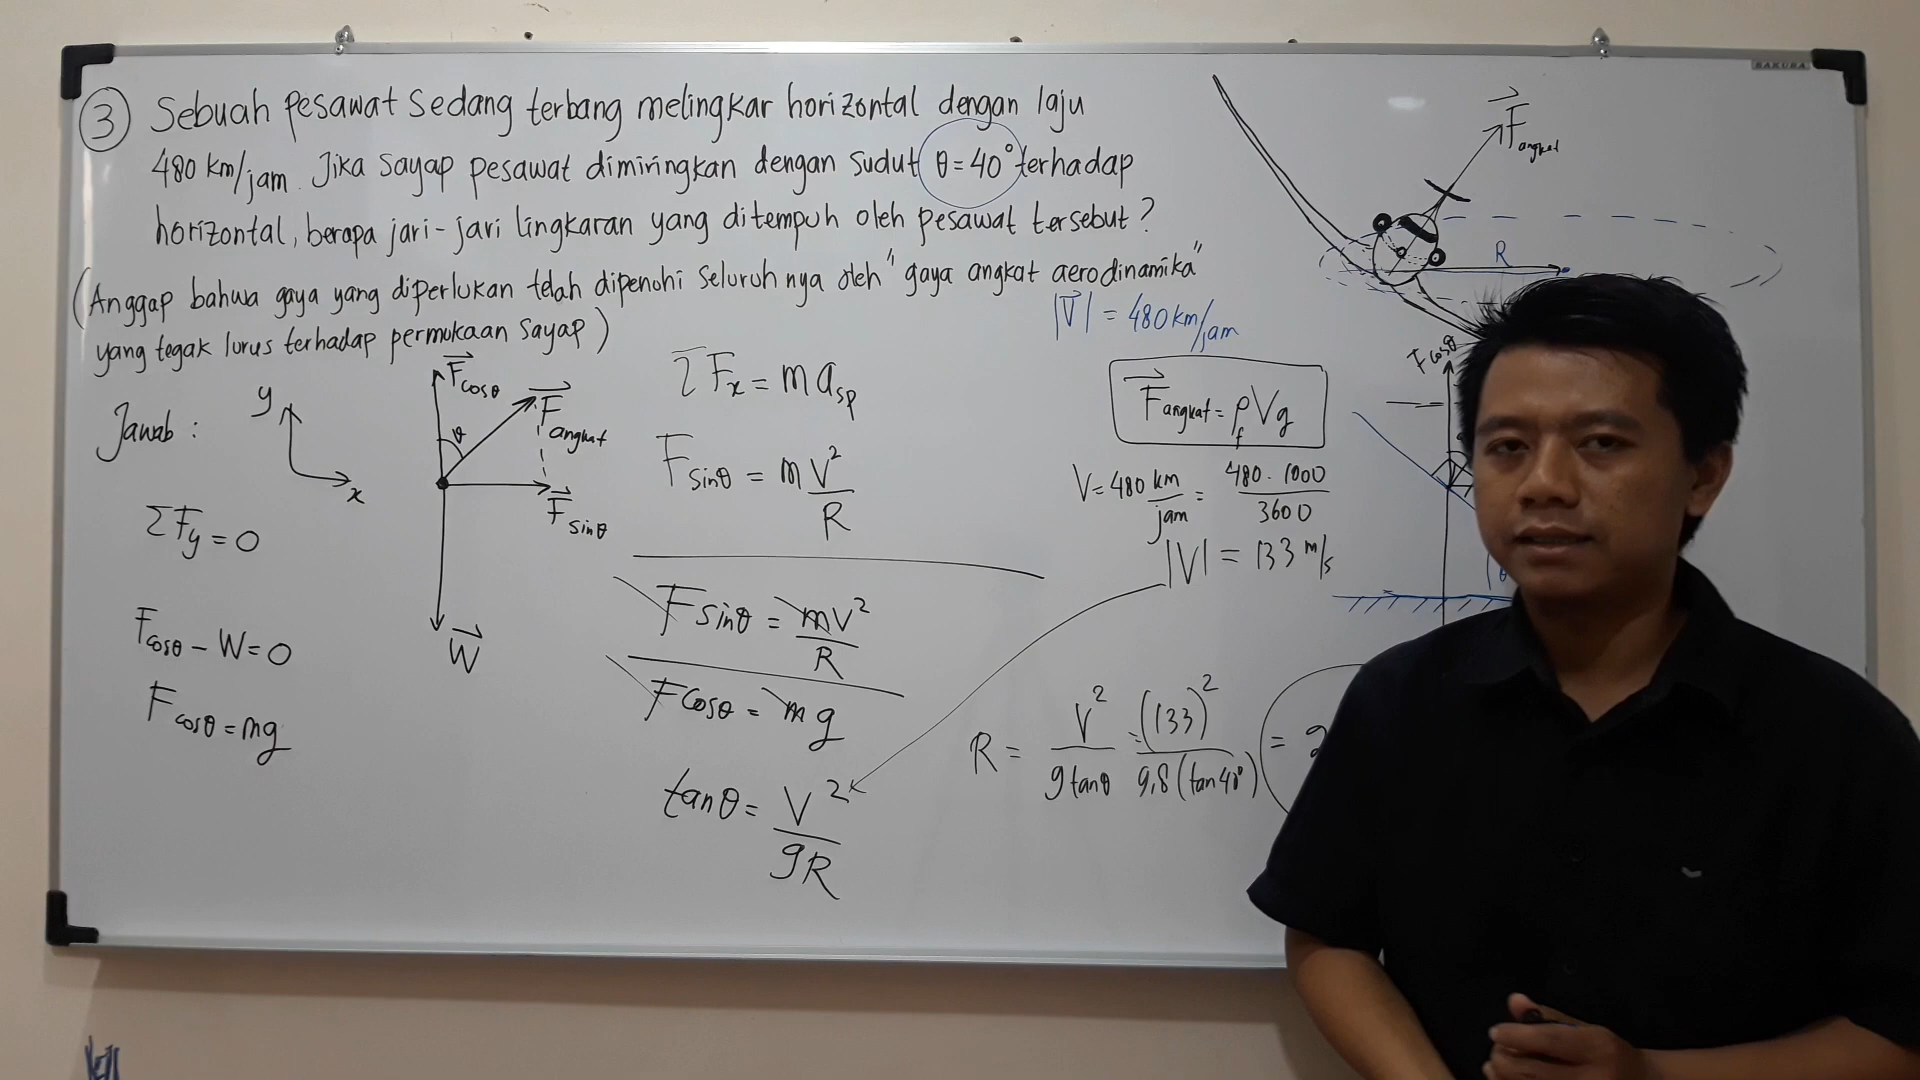 SAKURA
③ Sebuah pesawat sedang terbang melingkar horizontal dengan laju
480 km/jam. Jika sayap pesawat dimiringkan dengan sudut θ = 40° terhadap
horizontal, berapa jari-jari lingkaran yang ditempuh oleh pesawat tersebut?
(Anggap bahwa gaya yang diperlukan telah dipenuhi seluruhnya oleh "gaya angkat aerodinamika"
yang tegak lurus terhadap permukaan sayap)
Jawab :
y
x
ΣFy = 0
Fcosθ - W = 0
Fcosθ = mg
Fcosθ
θ
Fangkat
Fsinθ
W
ΣFx = m asp
Fsinθ = m V²/R
Fsinθ = mV²/R
Fcosθ = mg
tanθ = V²/gR
|V| = 480 km/jam
Fangkat = ρf Vg
V = 480 km/jam = 480 . 1000/3600
|V| = 133 m/s
R = V²/g tanθ = (133)²/9,8 (tan 40°) =
Fangkat
R
Fcosθ
θ